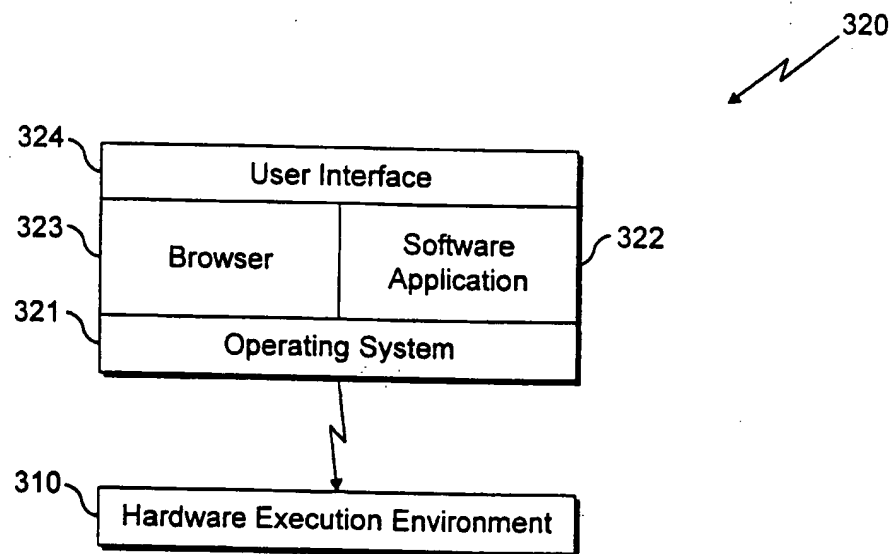 320
324
User Interface
323
Browser
Software
Application
322
321
Operating System
310
Hardware Execution Environment